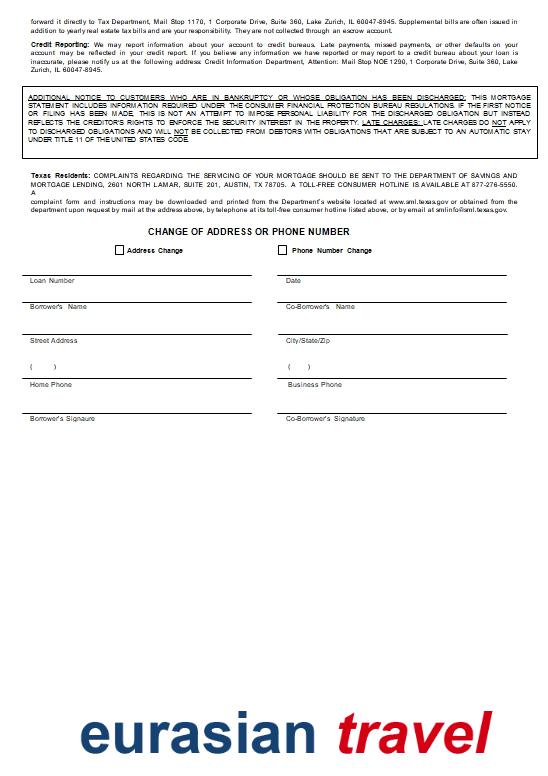 forward it directly to Tax Department, Mail Stop 1170, 1 Corporate Drive, Suite 360, Lake Zurich, IL 60047-8945. Supplemental bills are often issued in
addition to yearly real estate tax bills and are your responsibility. They are not collected through an escrow account.
Credit Reporting: We may report information about your account to credit bureaus. Late payments, missed payments, or other defaults on your
account may be reflected in your credit report. If you believe any information we have reported or may report to a credit bureau about your loan is
inaccurate, please notify us at the following address: Credit Information Department, Attention: Mail Stop NOE 1290, 1 Corporate Drive, Suite 360, Lake
Zurich, IL 60047-8945.
ADDITIONAL NOTICE TO CUSTOMERS WHO ARE IN BANKRUPTCY OR WHOSE OBLIGATION HAS BEEN DISCHARGED: THIS MORTGAGE
STATEMENT INCLUDES INFORMATION REQUIRED UNDER THE CONSUMER FINANCIAL PROTECTION BUREAU REGULATIONS. IF THE FIRST NOTICE
OR FILING HAS BEEN MADE, THIS IS NOT AN ATTEMPT TO IMPOSE PERSONAL LIABILITY FOR THE DISCHARGED OBLIGATION BUT INSTEAD
REFLECTS THE CREDITOR'S RIGHTS TO ENFORCE THE SECURITY INTEREST IN THE PROPERTY. LATE CHARGES: LATE CHARGES DO NOT APPLY
TO DISCHARGED OBLIGATIONS AND WILL NOT BE COLLECTED FROM DEBTORS WITH OBLIGATIONS THAT ARE SUBJECT TO AN AUTOMATIC STAY
UNDER TITLE 11 OF THE UNITED STATES CODE
Texas Residents: COMPLAINTS REGARDING THE SERVICING OF YOUR MORTGAGE SHOULD BE SENT TO THE DEPARTMENT OF SAVINGS AND
MORTGAGE LENDING, 2601 NORTH LAMAR, SUITE 201, AUSTIN, TX 78705. A TOLL-FREE CONSUMER HOTLINE IS AVAILABLE AT 877-276-5550.
A
complaint form and instructions may be downloaded and printed from the Department's website located at www.sml.texas.gov or obtained from the
department upon request by mail at the address above, by telephone at its toll-free consumer hotline listed above, or by email at smlinfo@sml.texas.gov.
CHANGE OF ADDRESS OR PHONE NUMBER
Address Change Phone Number Change
Loan Number Date
Borrower's Name Co-Borrower's Name
Street Address City/State/Zip
( ) ( )
Home Phone Business Phone
Borrower's Signaure Co-Borrower's Signature
eurasian travel